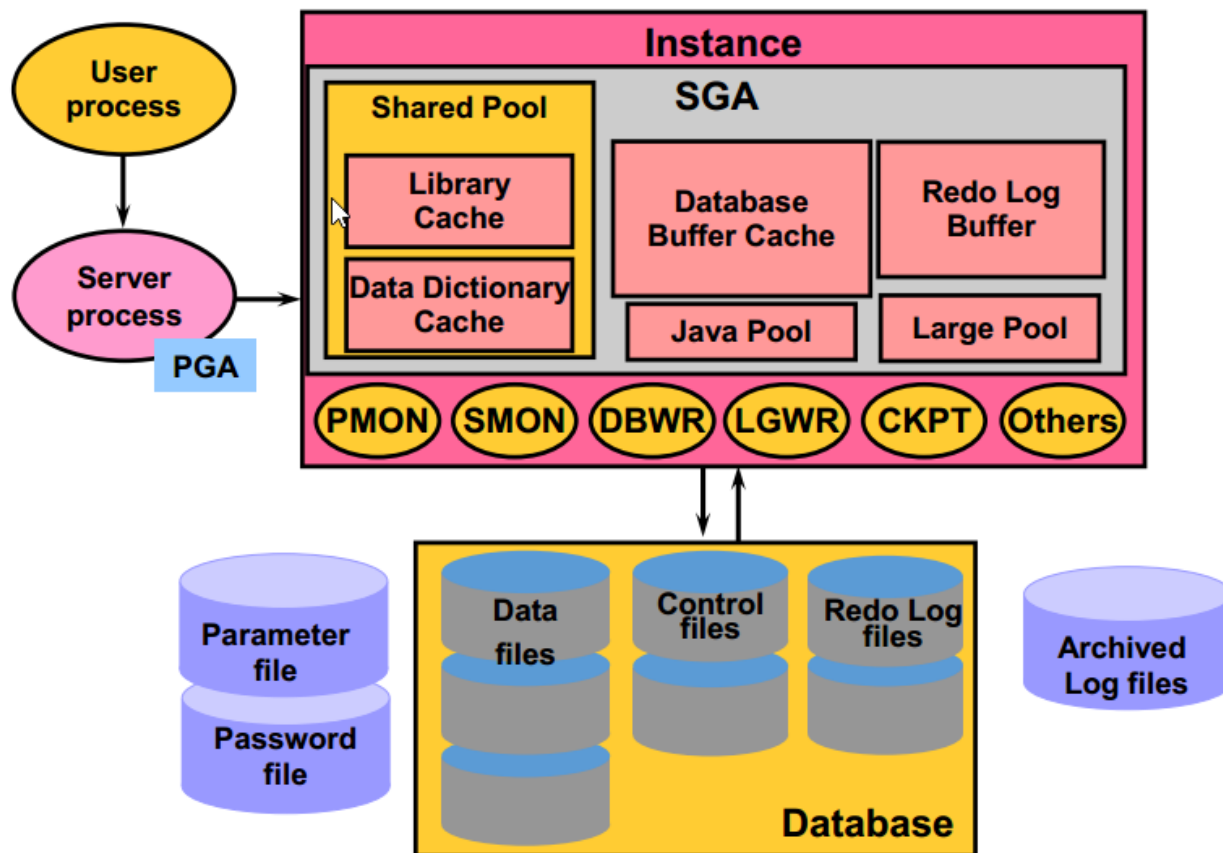 Instance
User
process
SGA
Shared Pool
Library
Cache
Data Dictionary
Cache
Database
Buffer Cache
Redo Log
Buffer
Java Pool
Large Pool
Server
process
PGA
PMON
SMON
DBWR
LGWR
CKPT
Others
Parameter
file
Password
file
Data
files
Control
files
Redo Log
files
Database
Archived
Log files